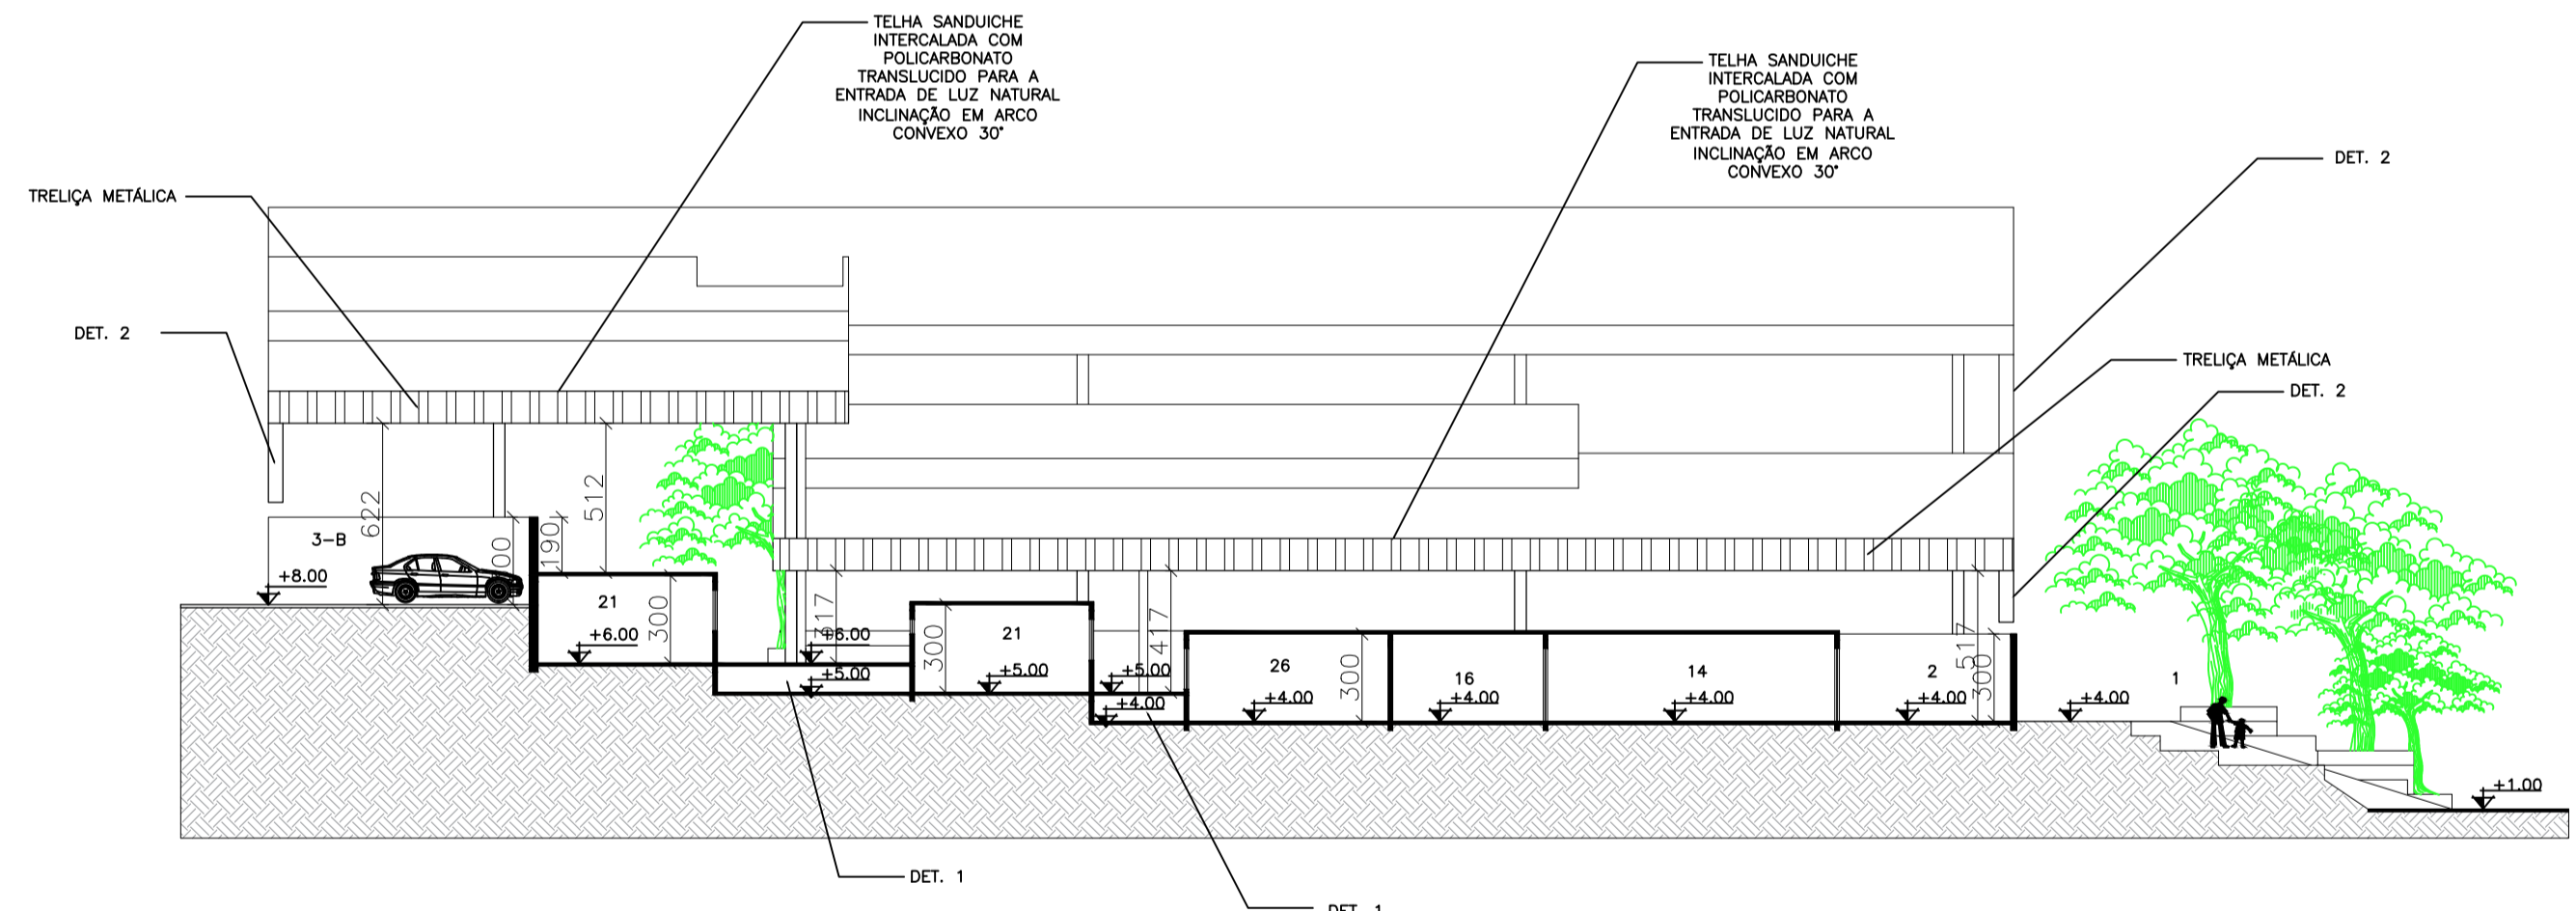 TELHA SANDUICHE
INTERCALADA COM
POLICARBONATO
TRANSLUCIDO PARA A
ENTRADA DE LUZ NATURAL
INCLINAÇÃO EM ARCO
CONVEXO 30°
TELHA SANDUICHE
INTERCALADA COM
POLICARBONATO
TRANSLUCIDO PARA A
ENTRADA DE LUZ NATURAL
INCLINAÇÃO EM ARCO
CONVEXO 30°
DET. 2
TRELIÇA METÁLICA
DET. 2
TRELIÇA METÁLICA
DET. 2
622
512
190
3-B
+8.00
21
300
+6.00
+6.00
+5.00
21
300
+5.00
417
+5.00
+4.00
26
+4.00
300
16
+4.00
14
+4.00
2
+4.00
517
300
+4.00
1
+1.00
DET. 1
DET. 1